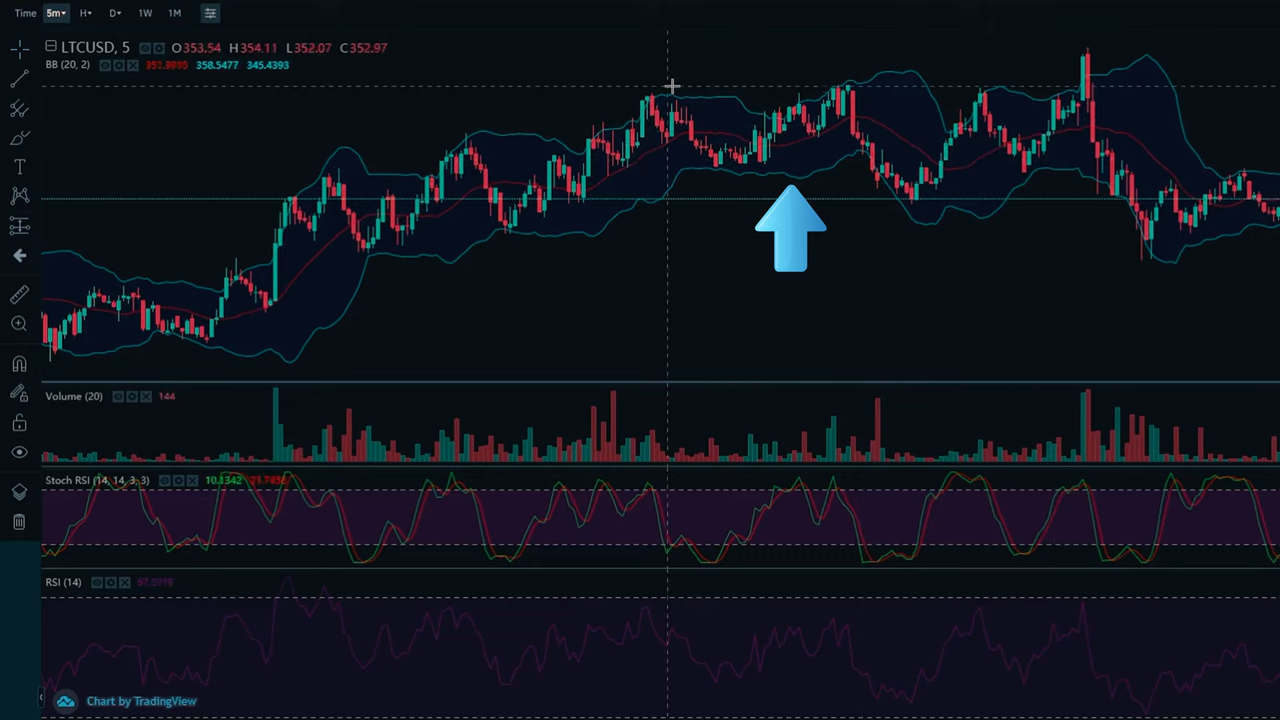 Time 5m H D 1W 1M
LTCUSD, 5 O353.54 H354.11 L352.07 C352.97
BB (20, 2) 351.9985 358.5477 345.4393
Volume (20) 144
Stoch RSI (14, 14, 3, 3) 10.1342
RSI (14)
Chart by TradingView